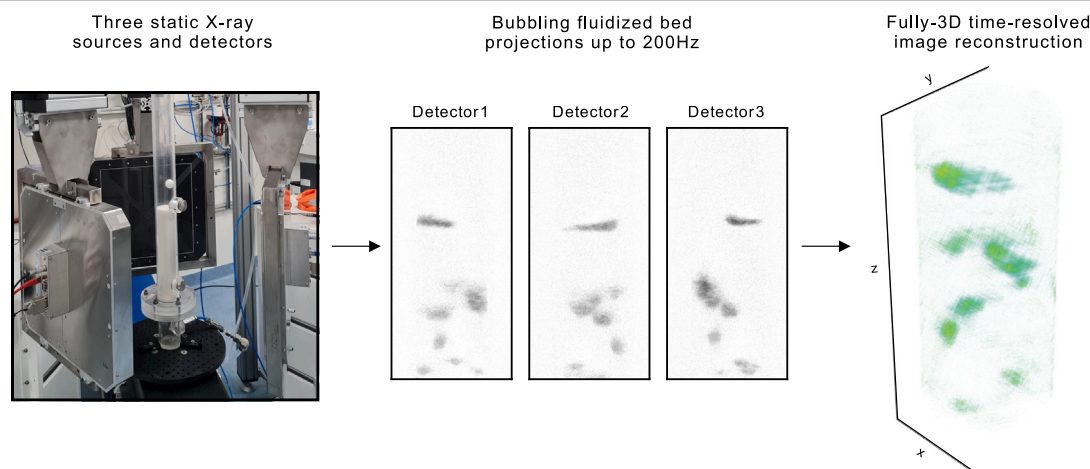 Three static X-ray
sources and detectors
Bubbling fluidized bed
projections up to 200Hz
Fully-3D time-resolved
image reconstruction
Detector1
Detector2
Detector3
y
z
x